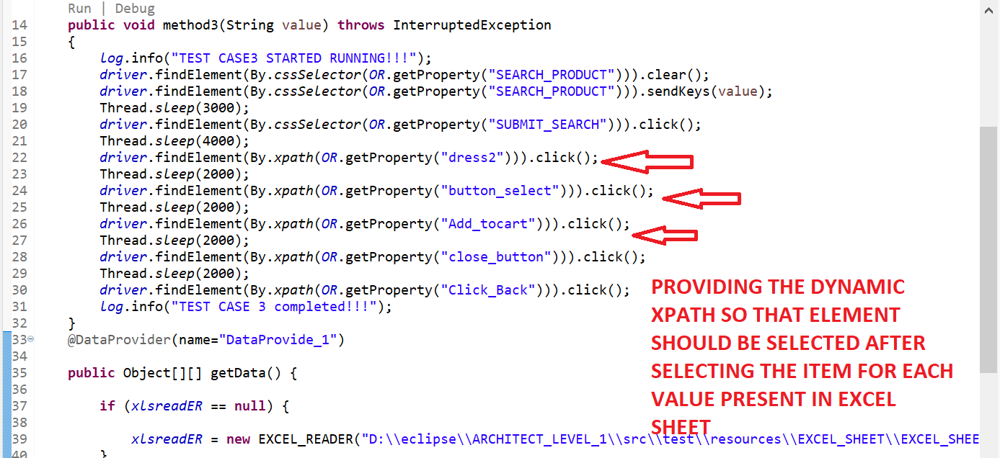 Run | Debug
14 public void method3(String value) throws InterruptedException
15 {
16 log.info("TEST CASE3 STARTED RUNNING!!!");
17 driver.findElement(By.cssSelector(OR.getProperty("SEARCH_PRODUCT"))).clear();
18 driver.findElement(By.cssSelector(OR.getProperty("SEARCH_PRODUCT"))).sendKeys(value);
19 Thread.sleep(3000);
20 driver.findElement(By.cssSelector(OR.getProperty("SUBMIT_SEARCH"))).click();
21 Thread.sleep(4000);
22 driver.findElement(By.xpath(OR.getProperty("dress2"))).click();
23 Thread.sleep(2000);
24 driver.findElement(By.xpath(OR.getProperty("button_select"))).click();
25 Thread.sleep(2000);
26 driver.findElement(By.xpath(OR.getProperty("Add_tocart"))).click();
27 Thread.sleep(2000);
28 driver.findElement(By.xpath(OR.getProperty("close_button"))).click();
29 Thread.sleep(2000);
30 driver.findElement(By.xpath(OR.getProperty("Click_Back"))).click();
31 log.info("TEST CASE 3 completed!!!");
32 }
33 @DataProvider(name="DataProvide_1")
34
35 public Object[][] getData() {
36
37 if (xlsreadER == null) {
38
39 xlsreadER = new EXCEL_READER("D:\\eclipse\\ARCHITECT_LEVEL_1\\src\\test\\resources\\EXCEL_SHEET\\EXCEL_SHEE
40 }
PROVIDING THE DYNAMIC
XPATH SO THAT ELEMENT
SHOULD BE SELECTED AFTER
SELECTING THE ITEM FOR EACH
VALUE PRESENT IN EXCEL
SHEET